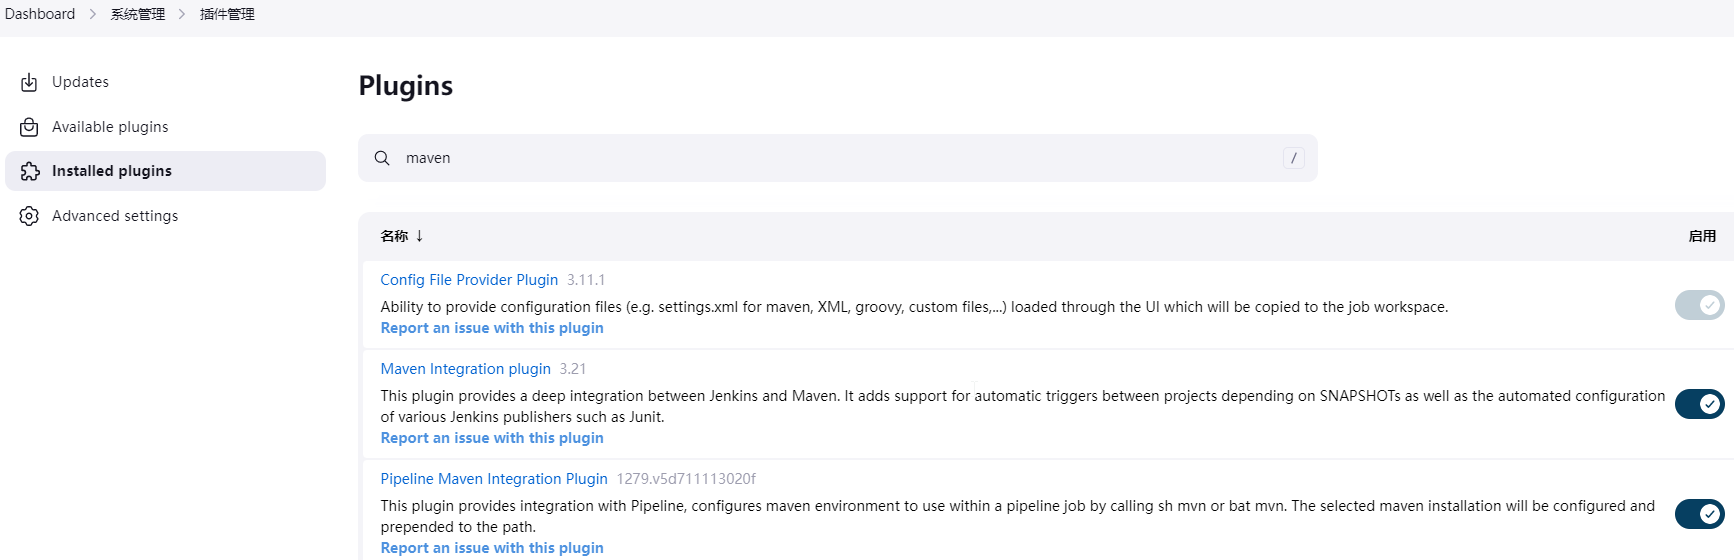 Dashboard > 系统管理 > 插件管理
Updates
Available plugins
Installed plugins
Advanced settings
Plugins
maven /
名称 ↓ 启用
Config File Provider Plugin 3.11.1
Ability to provide configuration files (e.g. settings.xml for maven, XML, groovy, custom files,...) loaded through the UI which will be copied to the job workspace.
Report an issue with this plugin
Maven Integration plugin 3.21
This plugin provides a deep integration between Jenkins and Maven. It adds support for automatic triggers between projects depending on SNAPSHOTs as well as the automated configuration
of various Jenkins publishers such as Junit.
Report an issue with this plugin
Pipeline Maven Integration Plugin 1279.v5d711113020f
This plugin provides integration with Pipeline, configures maven environment to use within a pipeline job by calling sh mvn or bat mvn. The selected maven installation will be configured and
prepended to the path.
Report an issue with this plugin